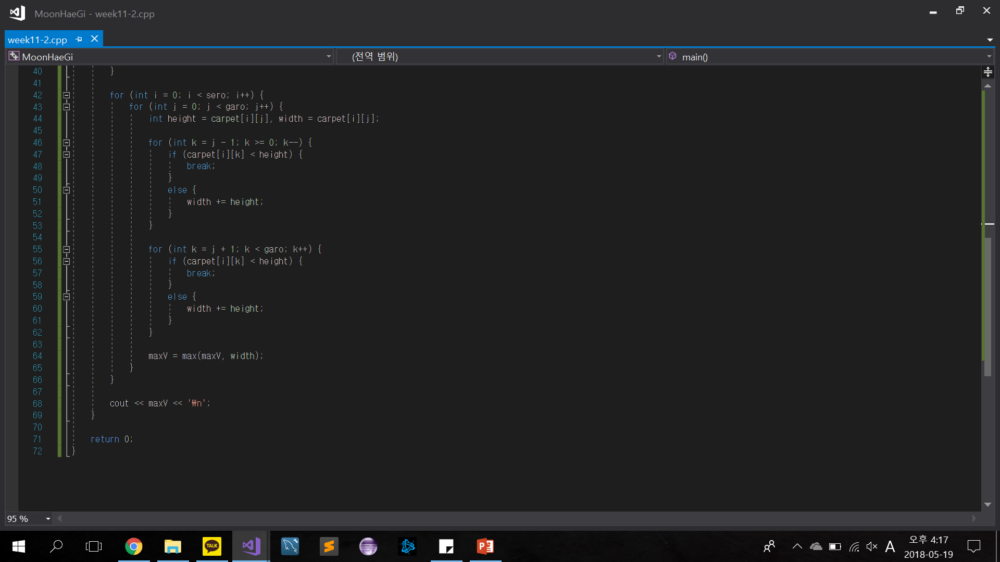 MoonHaeGi - week11-2.cpp
week11-2.cpp
MoonHaeGi
(전역 범위)
main()
40 }
41
42 for (int i = 0; i < sero; i++) {
43 for (int j = 0; j < garo; j++) {
44 int height = carpet[i][j], width = carpet[i][j];
45
46 for (int k = j - 1; k >= 0; k--) {
47 if (carpet[i][k] < height) {
48 break;
49 }
50 else {
51 width += height;
52 }
53 }
54
55 for (int k = j + 1; k < garo; k++) {
56 if (carpet[i][k] < height) {
57 break;
58 }
59 else {
60 width += height;
61 }
62 }
63
64 maxV = max(maxV, width);
65 }
66 }
67
68 cout << maxV << '₩n';
69 }
70
71 return 0;
72 }
95 %
TALK
A
오후 4:17
2018-05-19